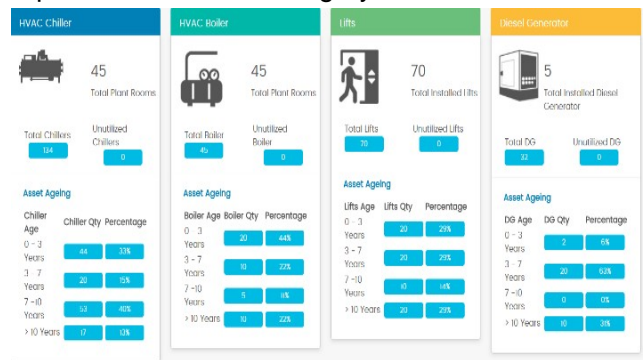 HVAC Chiller
45
Total Plant Rooms
Total Chillers
Unutilized
Chillers
134
0
Asset Ageing
Chiller
Age
Chiller Qty
Percentage
0 - 3
Years
44
33%
3 - 7
Years
20
15%
7 -10
Years
53
40%
> 10 Years
17
13%
HVAC Boiler
45
Total Plant Rooms
Total Boiler
Unutilized
Boiler
45
0
Asset Ageing
Boiler Age
Boiler Qty
Percentage
0 - 3
Years
20
44%
3 - 7
Years
10
22%
7 -10
Years
5
11%
> 10 Years
10
22%
Lifts
70
Total Installed Lifts
Total Lifts
Unutilized Lifts
70
0
Asset Ageing
Lifts Age
Lifts Qty
Percentage
0 - 3
Years
20
29%
3 - 7
Years
20
29%
7 -10
Years
10
14%
> 10 Years
20
29%
Diesel Generator
5
Total Installed Diesel
Generator
Total DG
Unutilized DG
32
0
Asset Ageing
DG Age
DG Qty
Percentage
0 - 3
Years
2
6%
3 - 7
Years
20
63%
7 -10
Years
0
0%
> 10 Years
10
31%